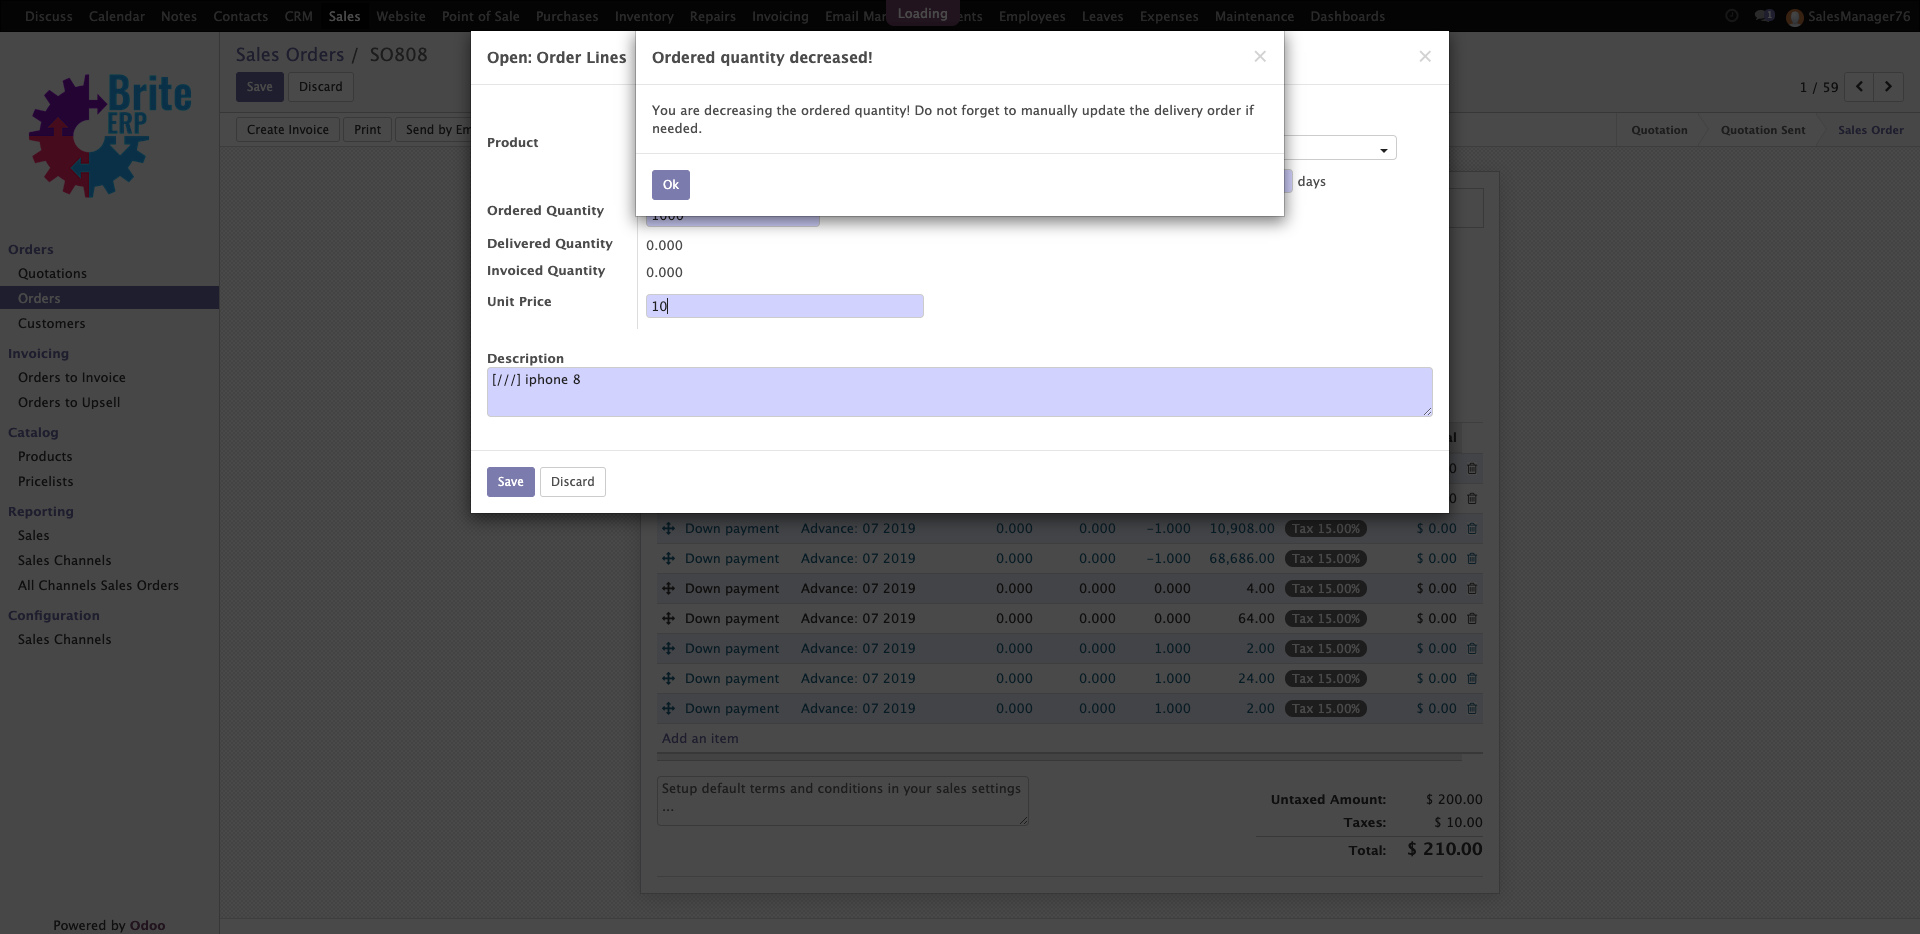 Discuss Calendar Notes Contacts CRM Sales Website Point of Sale Purchases Inventory Repairs Invoicing Email Mar Loading nts Employees Leaves Expenses Maintenance Dashboards 1 SalesManager76
Brite
ERP
Sales Orders / SO808
Save Discard
1 / 59
Create Invoice Print Send by Em
Quotation Quotation Sent Sales Order
Orders
Quotations
Orders
Customers
Invoicing
Orders to Invoice
Orders to Upsell
Catalog
Products
Pricelists
Reporting
Sales
Sales Channels
All Channels Sales Orders
Configuration
Sales Channels
Powered by Odoo
Open: Order Lines ×
Ordered quantity decreased! ×
You are decreasing the ordered quantity! Do not forget to manually update the delivery order if
needed.
Ok
Product
days
Ordered Quantity 1000
Delivered Quantity 0.000
Invoiced Quantity 0.000
Unit Price 10
Description
[///] iphone 8
Save Discard
al
0
0
Down payment Advance: 07 2019 0.000 0.000 -1.000 10,908.00 Tax 15.00% $ 0.00
Down payment Advance: 07 2019 0.000 0.000 -1.000 68,686.00 Tax 15.00% $ 0.00
Down payment Advance: 07 2019 0.000 0.000 0.000 4.00 Tax 15.00% $ 0.00
Down payment Advance: 07 2019 0.000 0.000 0.000 64.00 Tax 15.00% $ 0.00
Down payment Advance: 07 2019 0.000 0.000 1.000 2.00 Tax 15.00% $ 0.00
Down payment Advance: 07 2019 0.000 0.000 1.000 24.00 Tax 15.00% $ 0.00
Down payment Advance: 07 2019 0.000 0.000 1.000 2.00 Tax 15.00% $ 0.00
Add an item
Setup default terms and conditions in your sales settings
...
Untaxed Amount: $ 200.00
Taxes: $ 10.00
Total: $ 210.00